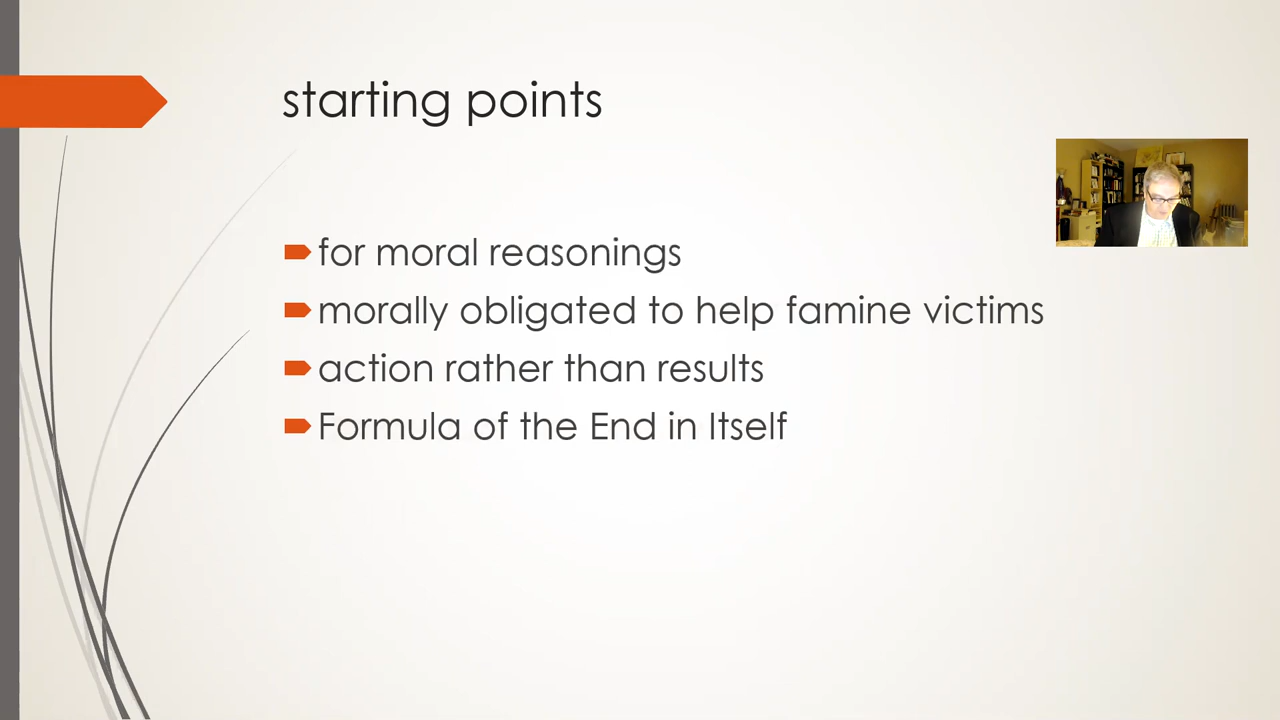 starting points
for moral reasonings
morally obligated to help famine victims
action rather than results
Formula of the End in Itself